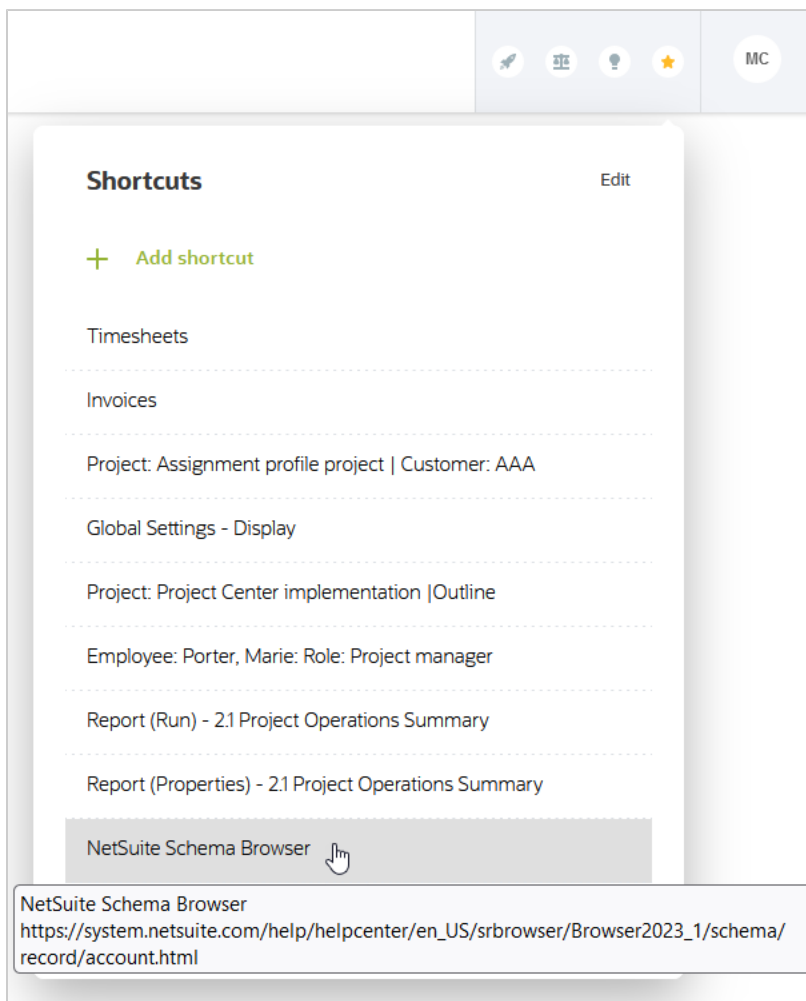 MC
Shortcuts
Edit
Add shortcut
Timesheets
Invoices
Project: Assignment profile project | Customer: AAA
Global Settings - Display
Project: Project Center implementation |Outline
Employee: Porter, Marie: Role: Project manager
Report (Run) - 2.1 Project Operations Summary
Report (Properties) - 2.1 Project Operations Summary
NetSuite Schema Browser
NetSuite Schema Browser
https://system.netsuite.com/help/helpcenter/en_US/srbrowser/Browser2023_1/schema/
record/account.html